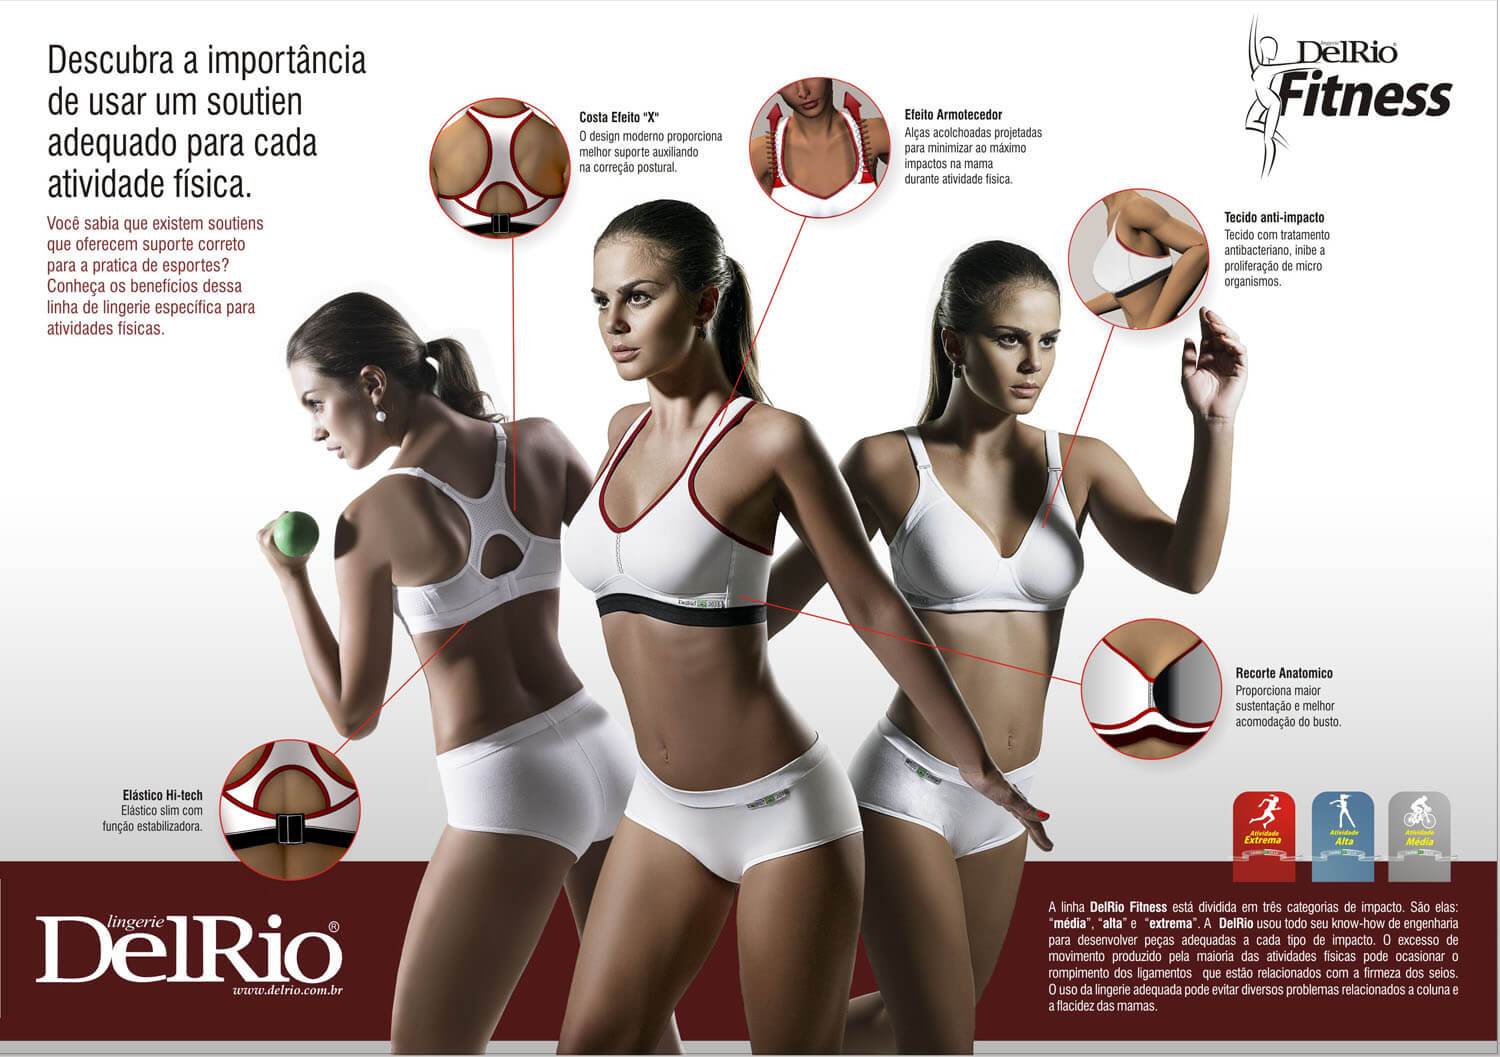 Descubra a importância
de usar um soutien
adequado para cada
atividade física.
Você sabia que existem soutiens
que oferecem suporte correto
para a pratica de esportes?
Conheça os benefícios dessa
linha de lingerie específica para
atividades físicas.
Costa Efeito "X"
O design moderno proporciona
melhor suporte auxiliando
na correção postural.
Efeito Armotecedor
Alças acolchoadas projetadas
para minimizar ao máximo
impactos na mama
durante atividade física.
lingerie
DelRio
Fitness
Tecido anti-impacto
Tecido com tratamento
antibacteriano, inibe a
proliferação de micro
organismos.
Recorte Anatomico
Proporciona maior
sustentação e melhor
acomodação do busto.
Elástico Hi-tech
Elástico slim com
função estabilizadora.
Atividade
Extrema
Atividade
Alta
Atividade
Média
lingerie
DelRio®
www.delrio.com.br
A linha DelRio Fitness está dividida em três categorias de impacto. São elas:
“média”, “alta” e “extrema”. A DelRio usou todo seu know-how de engenharia
para desenvolver peças adequadas a cada tipo de impacto. O excesso de
movimento produzido pela maioria das atividades físicas pode ocasionar o
rompimento dos ligamentos que estão relacionados com a firmeza dos seios.
O uso da lingerie adequada pode evitar diversos problemas relacionados a coluna e
a flacidez das mamas.